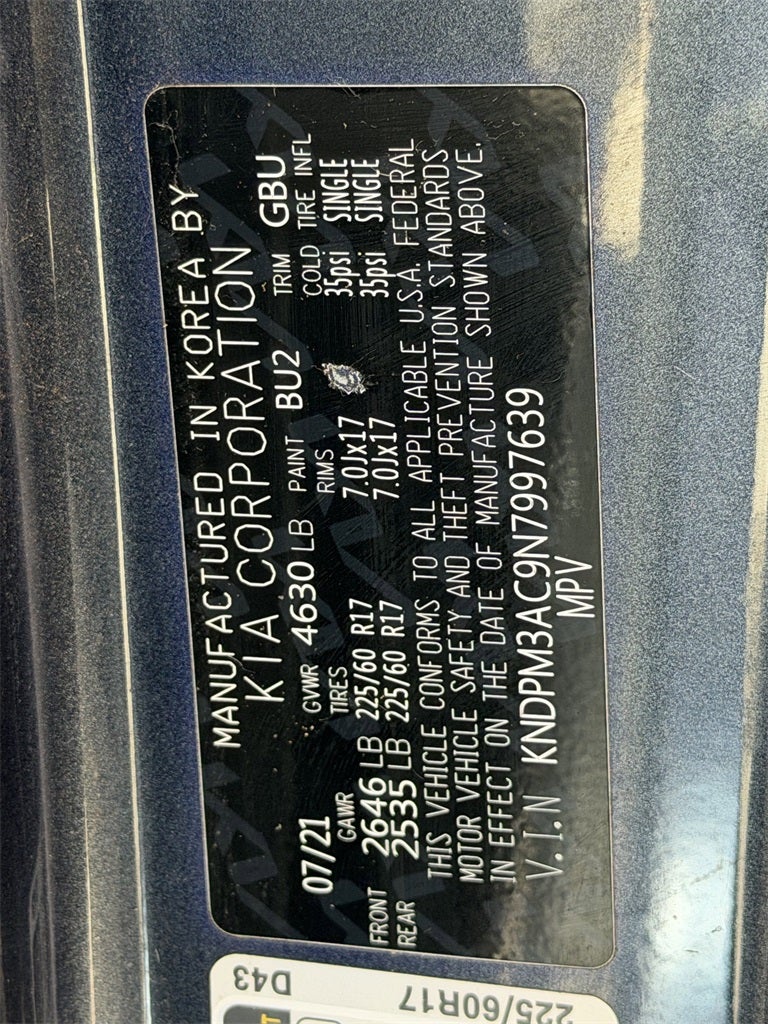 MANUFACTURED IN KOREA BY
KIA CORPORATION
07/21 GVWR 4630 LB PAINT BU2 TRIM GBU
GAWR TIRES RIMS COLD TIRE INFL
FRONT 2646 LB 225/60 R17 7.0Jx17 35psi SINGLE
REAR 2535 LB 225/60 R17 7.0Jx17 35psi SINGLE
THIS VEHICLE CONFORMS TO ALL APPLICABLE U.S.A. FEDERAL
MOTOR VEHICLE SAFETY AND THEFT PREVENTION STANDARDS
IN EFFECT ON THE DATE OF MANUFACTURE SHOWN ABOVE.
V.I.N KNDPM3AC9N7997639
MPV
D43
225/60R17